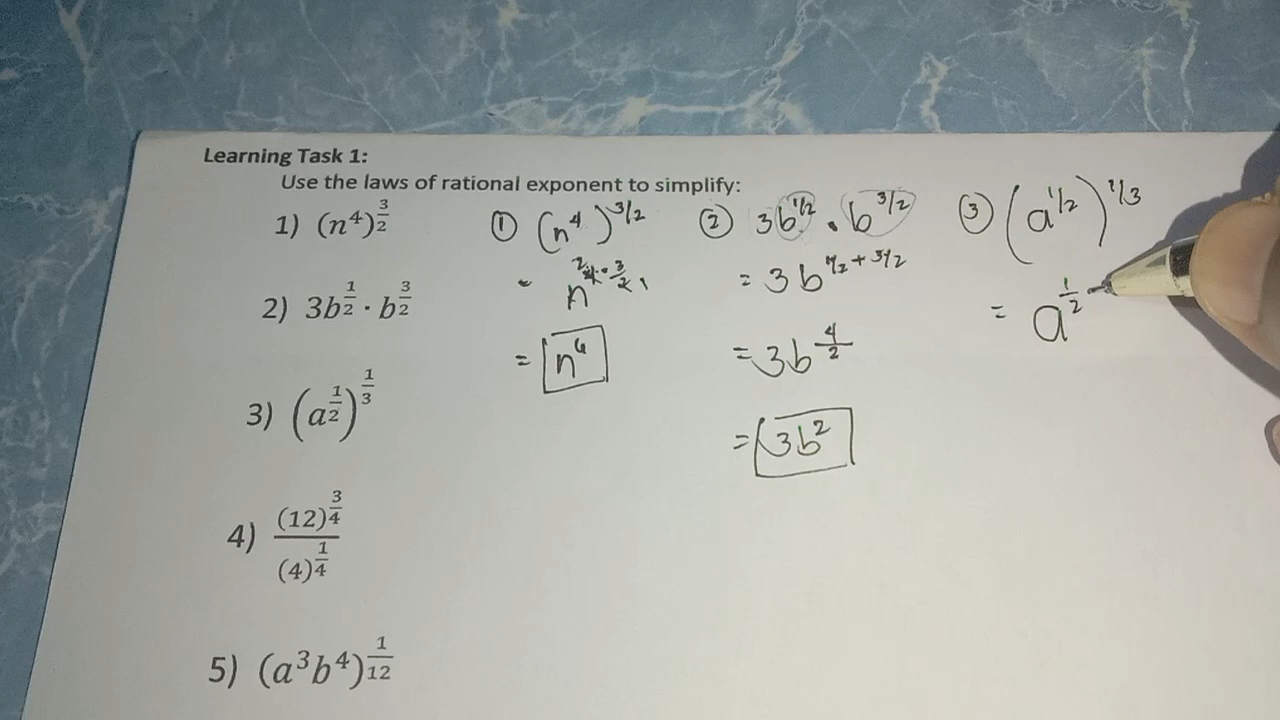 Learning Task 1:
Use the laws of rational exponent to simplify:
1) (n⁴)^(3/2)
2) 3b^(1/2) · b^(3/2)
3) (a^(1/2))^(1/3)
4) (12)^(3/4) / (4)^(1/4)
5) (a³b⁴)^(1/12)
① (n⁴)^(3/2)
= n^(4·3/2) 2 1
= n⁶
② 3b^(1/2) · b^(3/2)
= 3b^(1/2 + 3/2)
= 3b^(4/2)
= 3b²
③ (a^(1/2))^(1/3)
= a^(1/2)